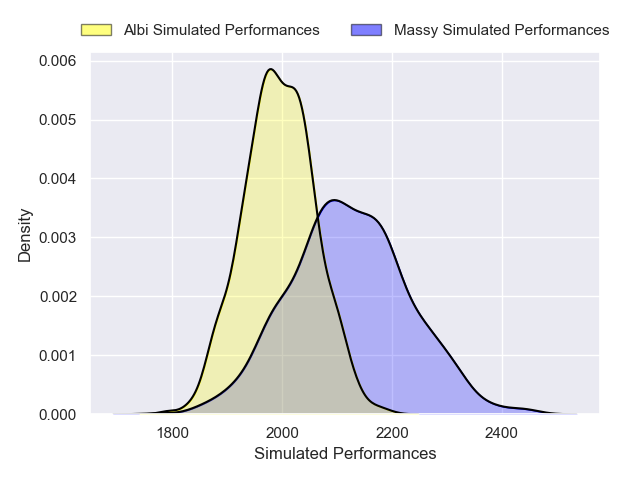 Albi Simulated Performances
Massy Simulated Performances
0.006
0.005
0.004
0.003
0.002
0.001
0.000
Density
1800
2000
2200
2400
Simulated Performances